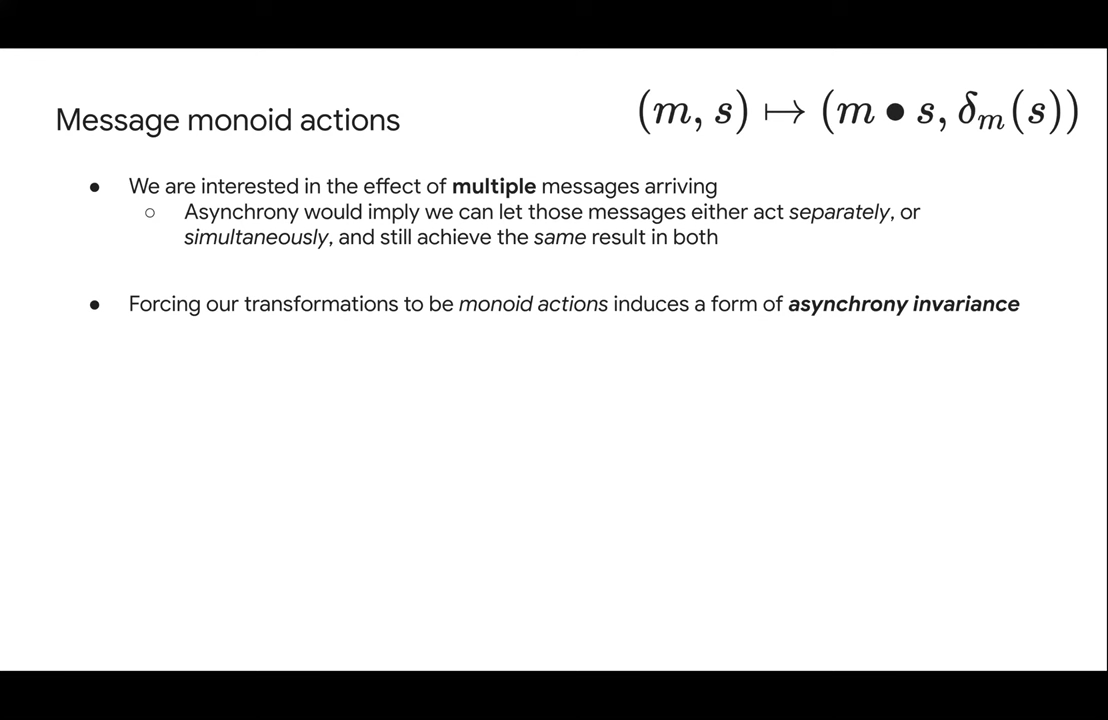 Message monoid actions
(m, s) ↦ (m • s, δₘ(s))
● We are interested in the effect of multiple messages arriving
○ Asynchrony would imply we can let those messages either act separately, or
simultaneously, and still achieve the same result in both
● Forcing our transformations to be monoid actions induces a form of asynchrony invariance